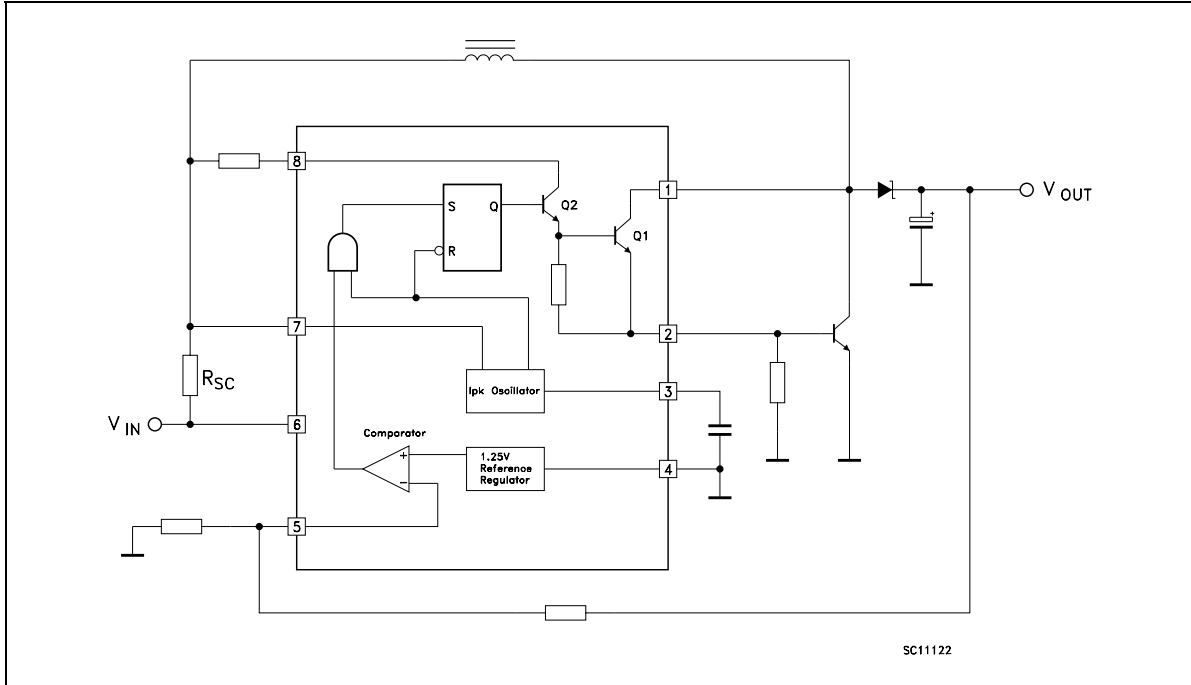 8
1
S Q
Q2
Q1
R
V OUT
7
2
RSC
Ipk Oscillator
3
VIN
6
Comparator
+
1.25V
Reference
Regulator
4
−
5
+
SC11122